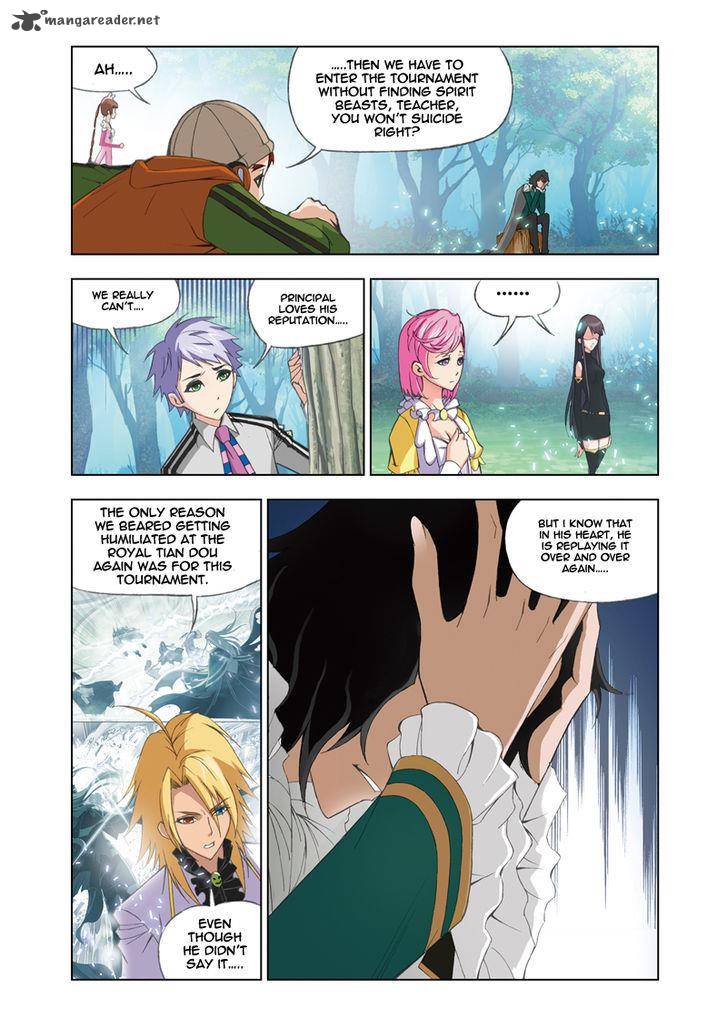 mangareader.net
AH.....
.....THEN WE HAVE TO
ENTER THE TOURNAMENT
WITHOUT FINDING SPIRIT
BEASTS, TEACHER,
YOU WON'T SUICIDE
RIGHT?
WE REALLY
CAN'T....
PRINCIPAL
LOVES HIS
REPUTATION.....
......
THE ONLY REASON
WE BEARED GETTING
HUMILIATED AT THE
ROYAL TIAN DOU
AGAIN WAS FOR THIS
TOURNAMENT.
EVEN
THOUGH
HE DIDN'T
SAY IT.....
BUT I KNOW THAT
IN HIS HEART, HE
IS REPLAYING IT
OVER AND OVER
AGAIN.....